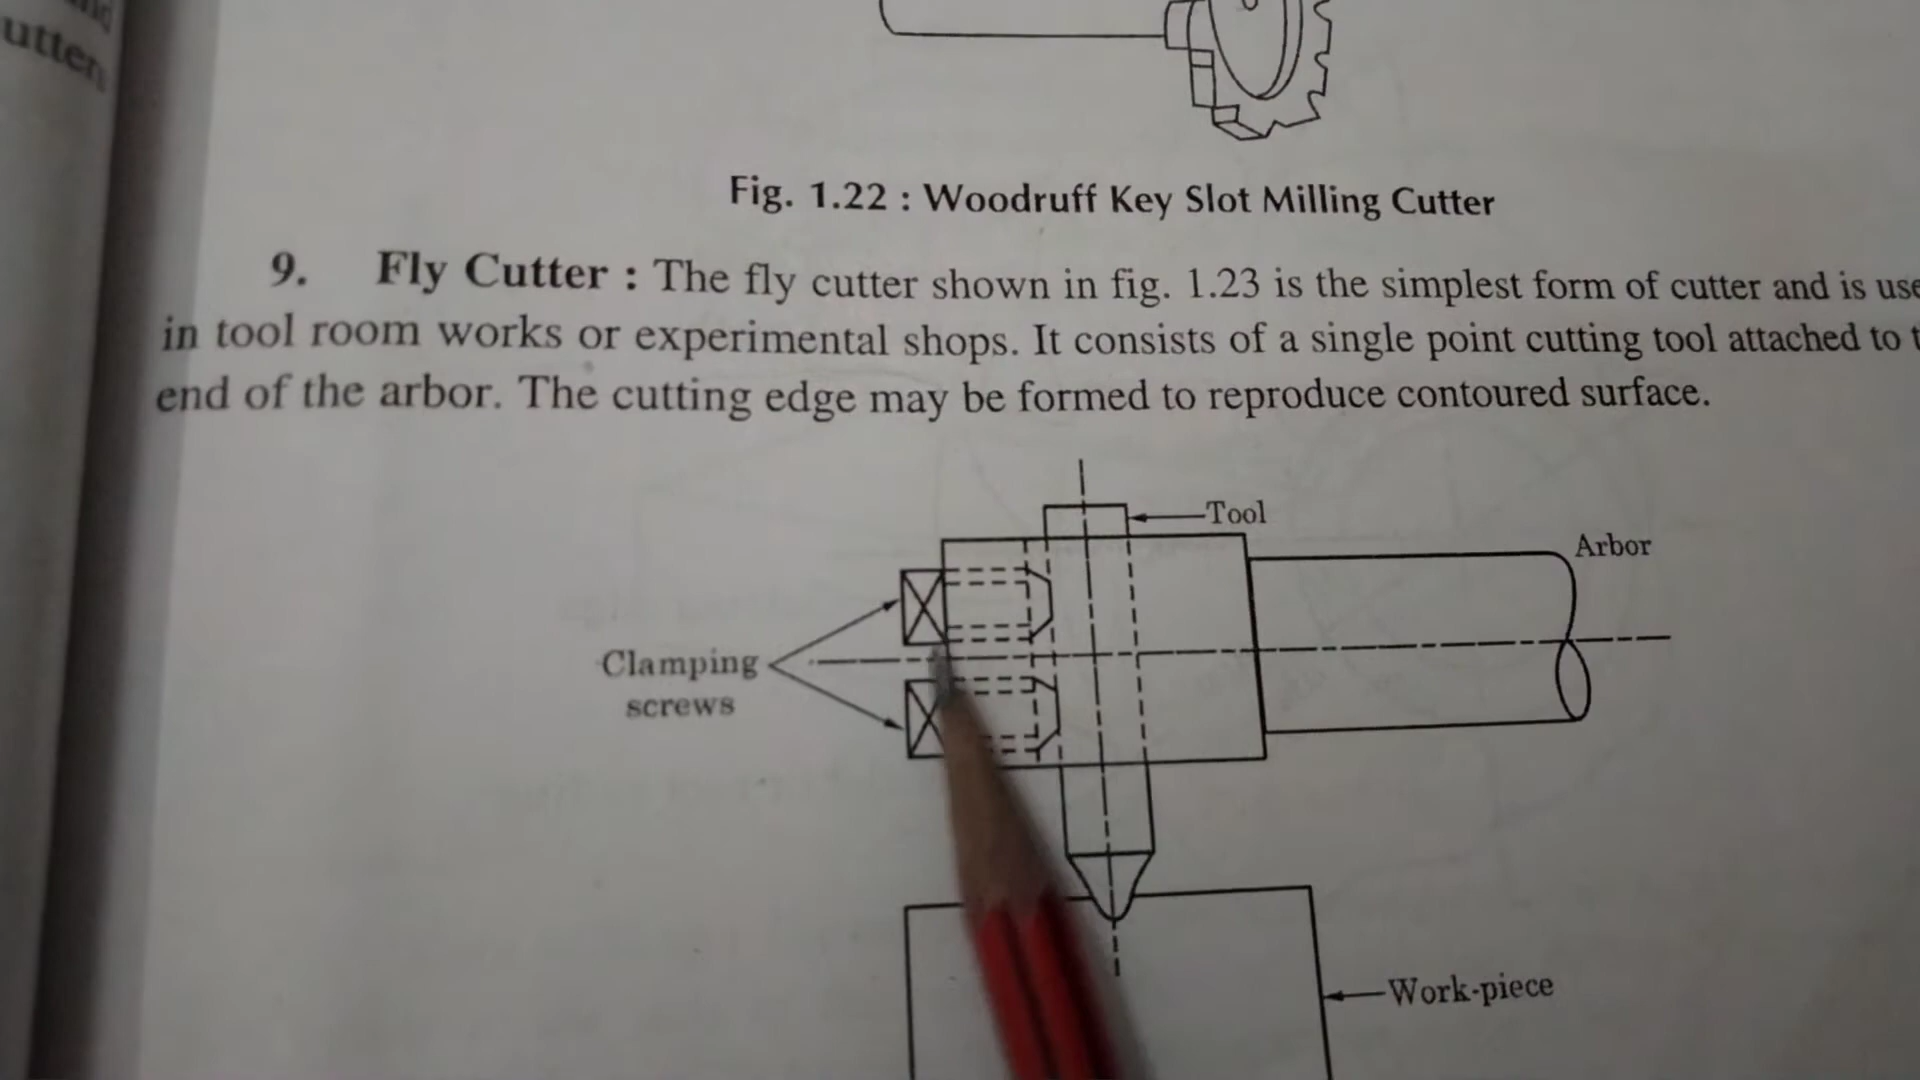 utter
Fig. 1.22 : Woodruff Key Slot Milling Cutter
9. Fly Cutter : The fly cutter shown in fig. 1.23 is the simplest form of cutter and is use
in tool room works or experimental shops. It consists of a single point cutting tool attached to t
end of the arbor. The cutting edge may be formed to reproduce contoured surface.
Tool
Arbor
Clamping
screws
Work-piece